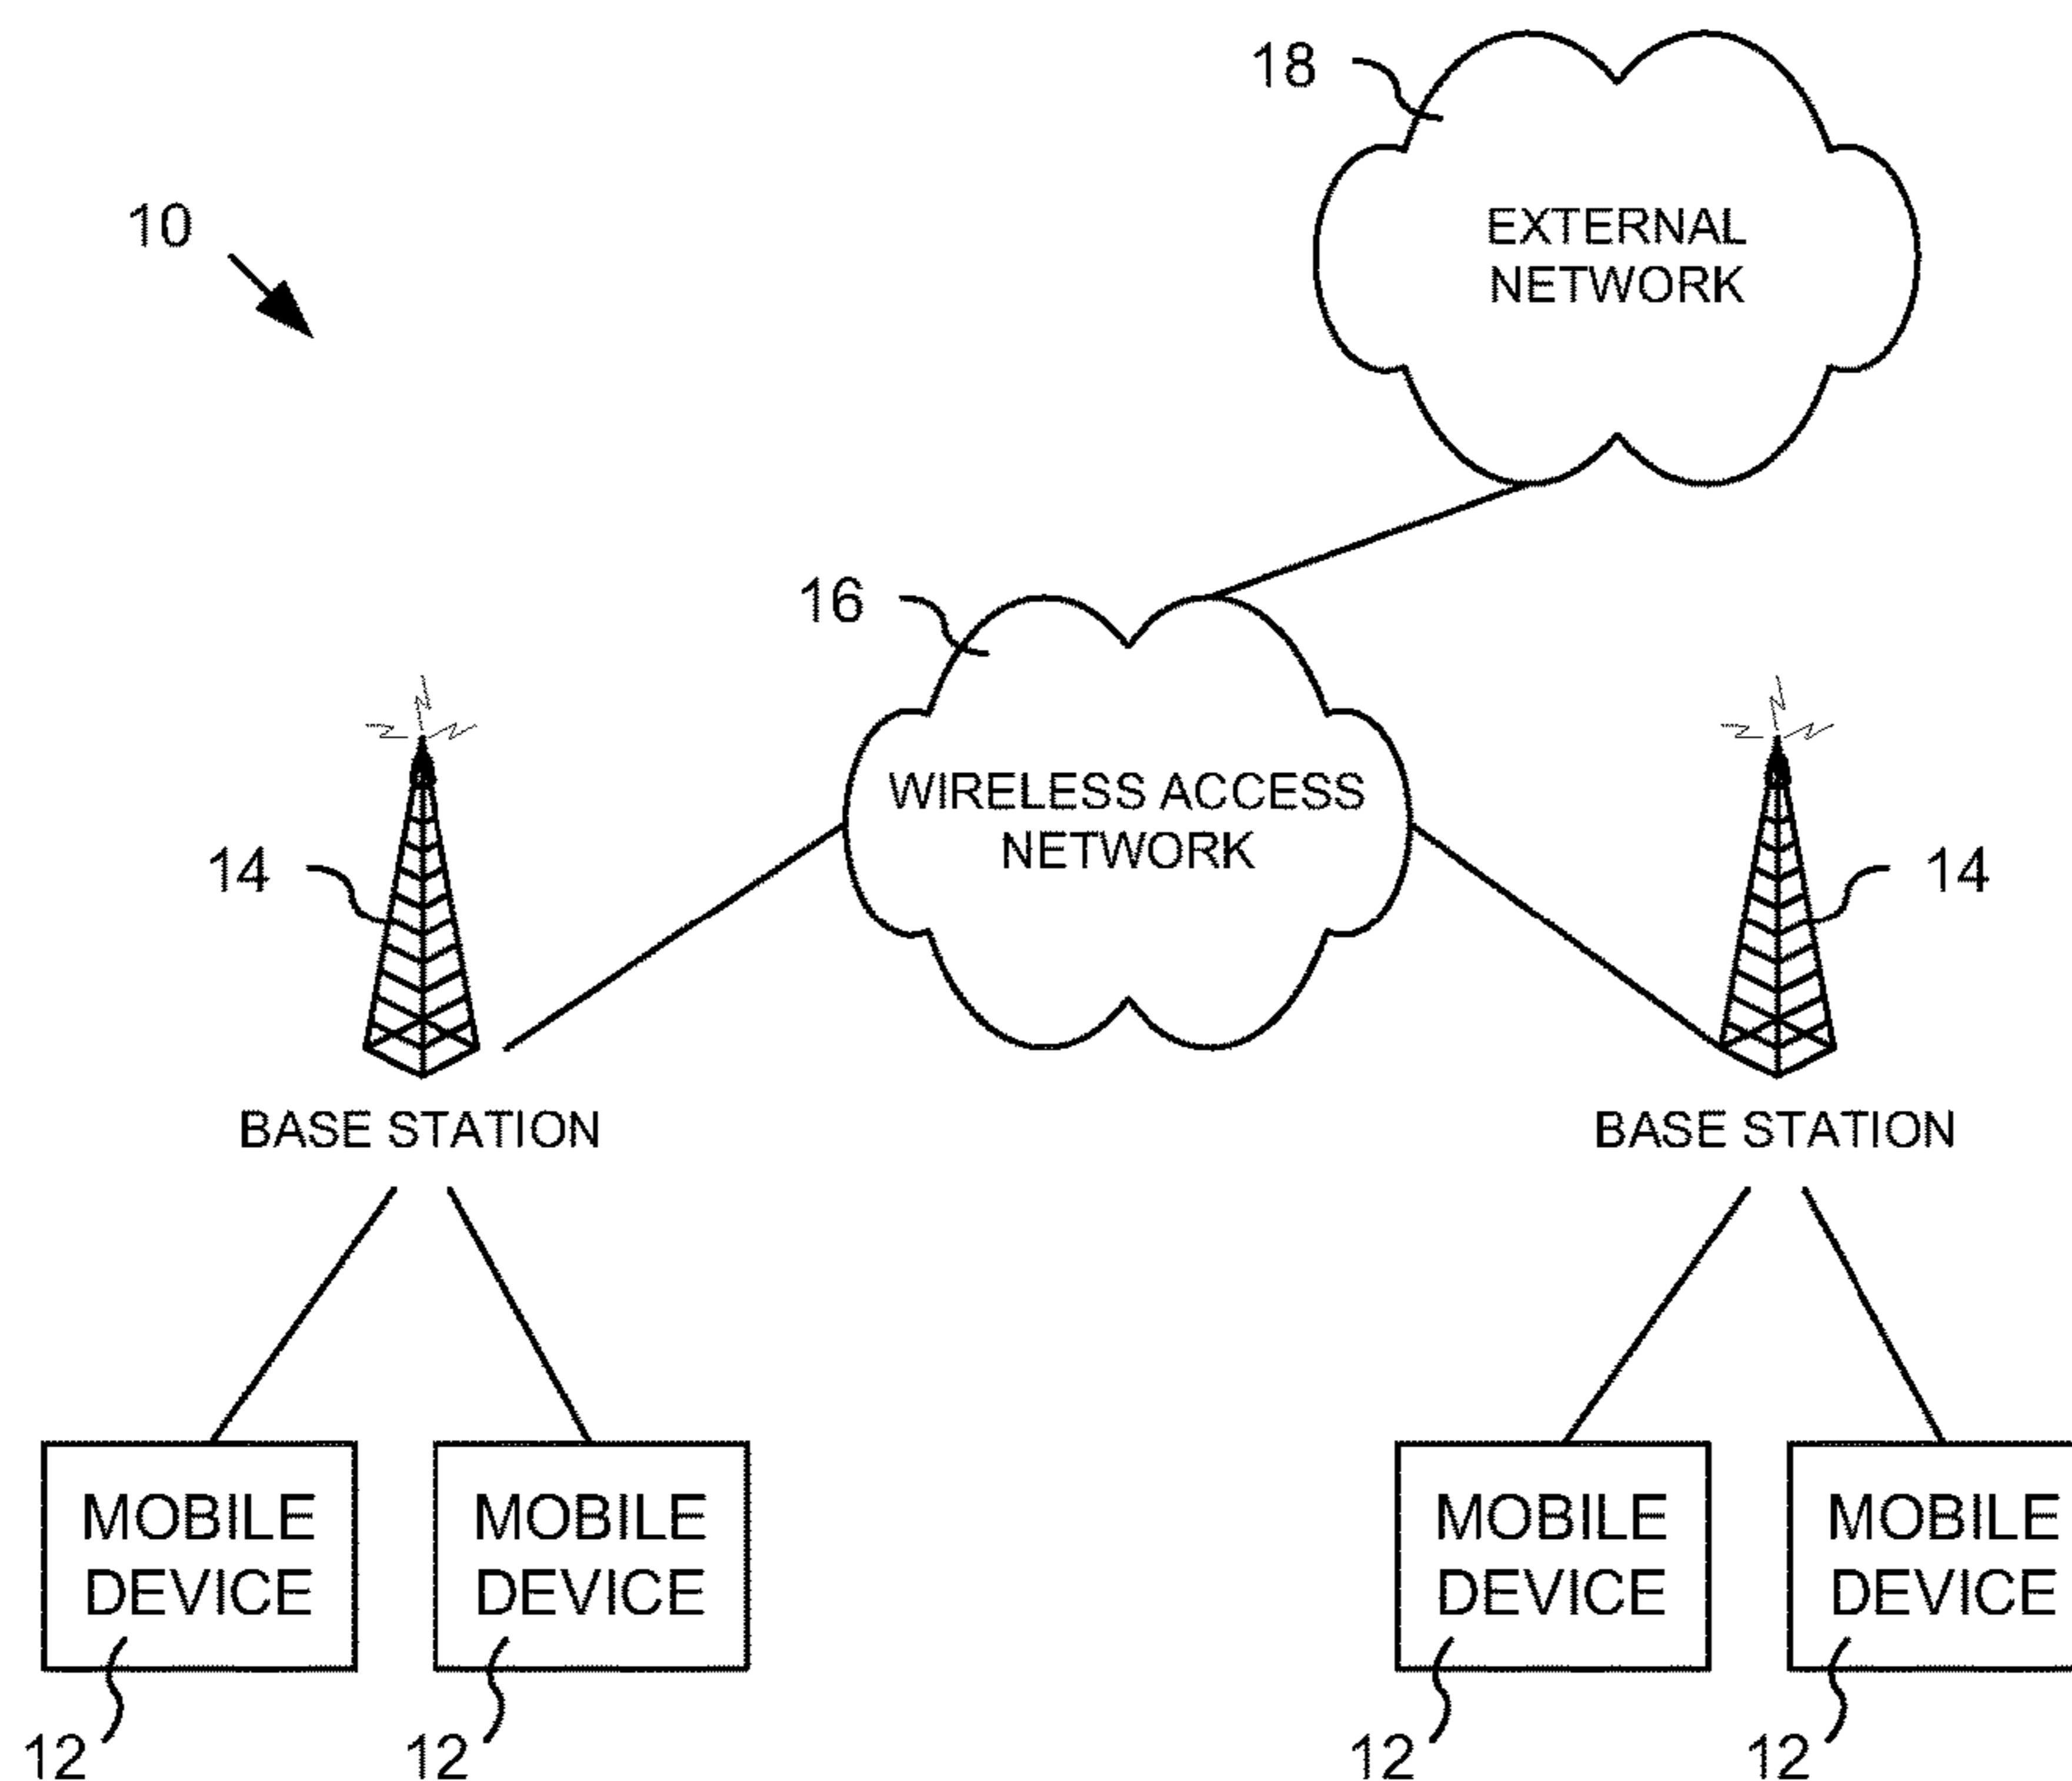 18
10
EXTERNAL
NETWORK
16
WIRELESS ACCESS
NETWORK
14
14
BASE STATION
BASE STATION
MOBILE
DEVICE
MOBILE
DEVICE
MOBILE
DEVICE
MOBILE
DEVICE
12
12
12
12